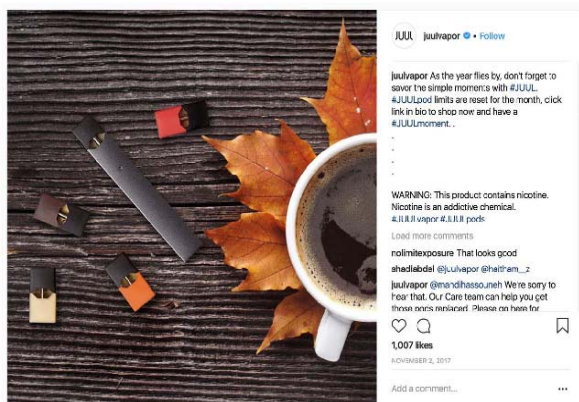 JUUL
juulvapor • Follow
juulvapor As the year flies by, don't forget to
savor the simple moments with #JUUL.
#JUULpod limits are reset for the month, click
link in bio to shop now and have a
#JUULmoment. .
.
.
.
.
WARNING: This product contains nicotine.
Nicotine is an addictive chemical.
#JUULvapor #JUULpods
Load more comments
nolimitexposure That looks good
shadlabdel @juulvapor @haitham__z
juulvapor @mandihassouneh We're sorry to
hear that. Our Care team can help you get
those pods replaced. Please go here for
1,007 likes
NOVEMBER 2, 2017
Add a comment...